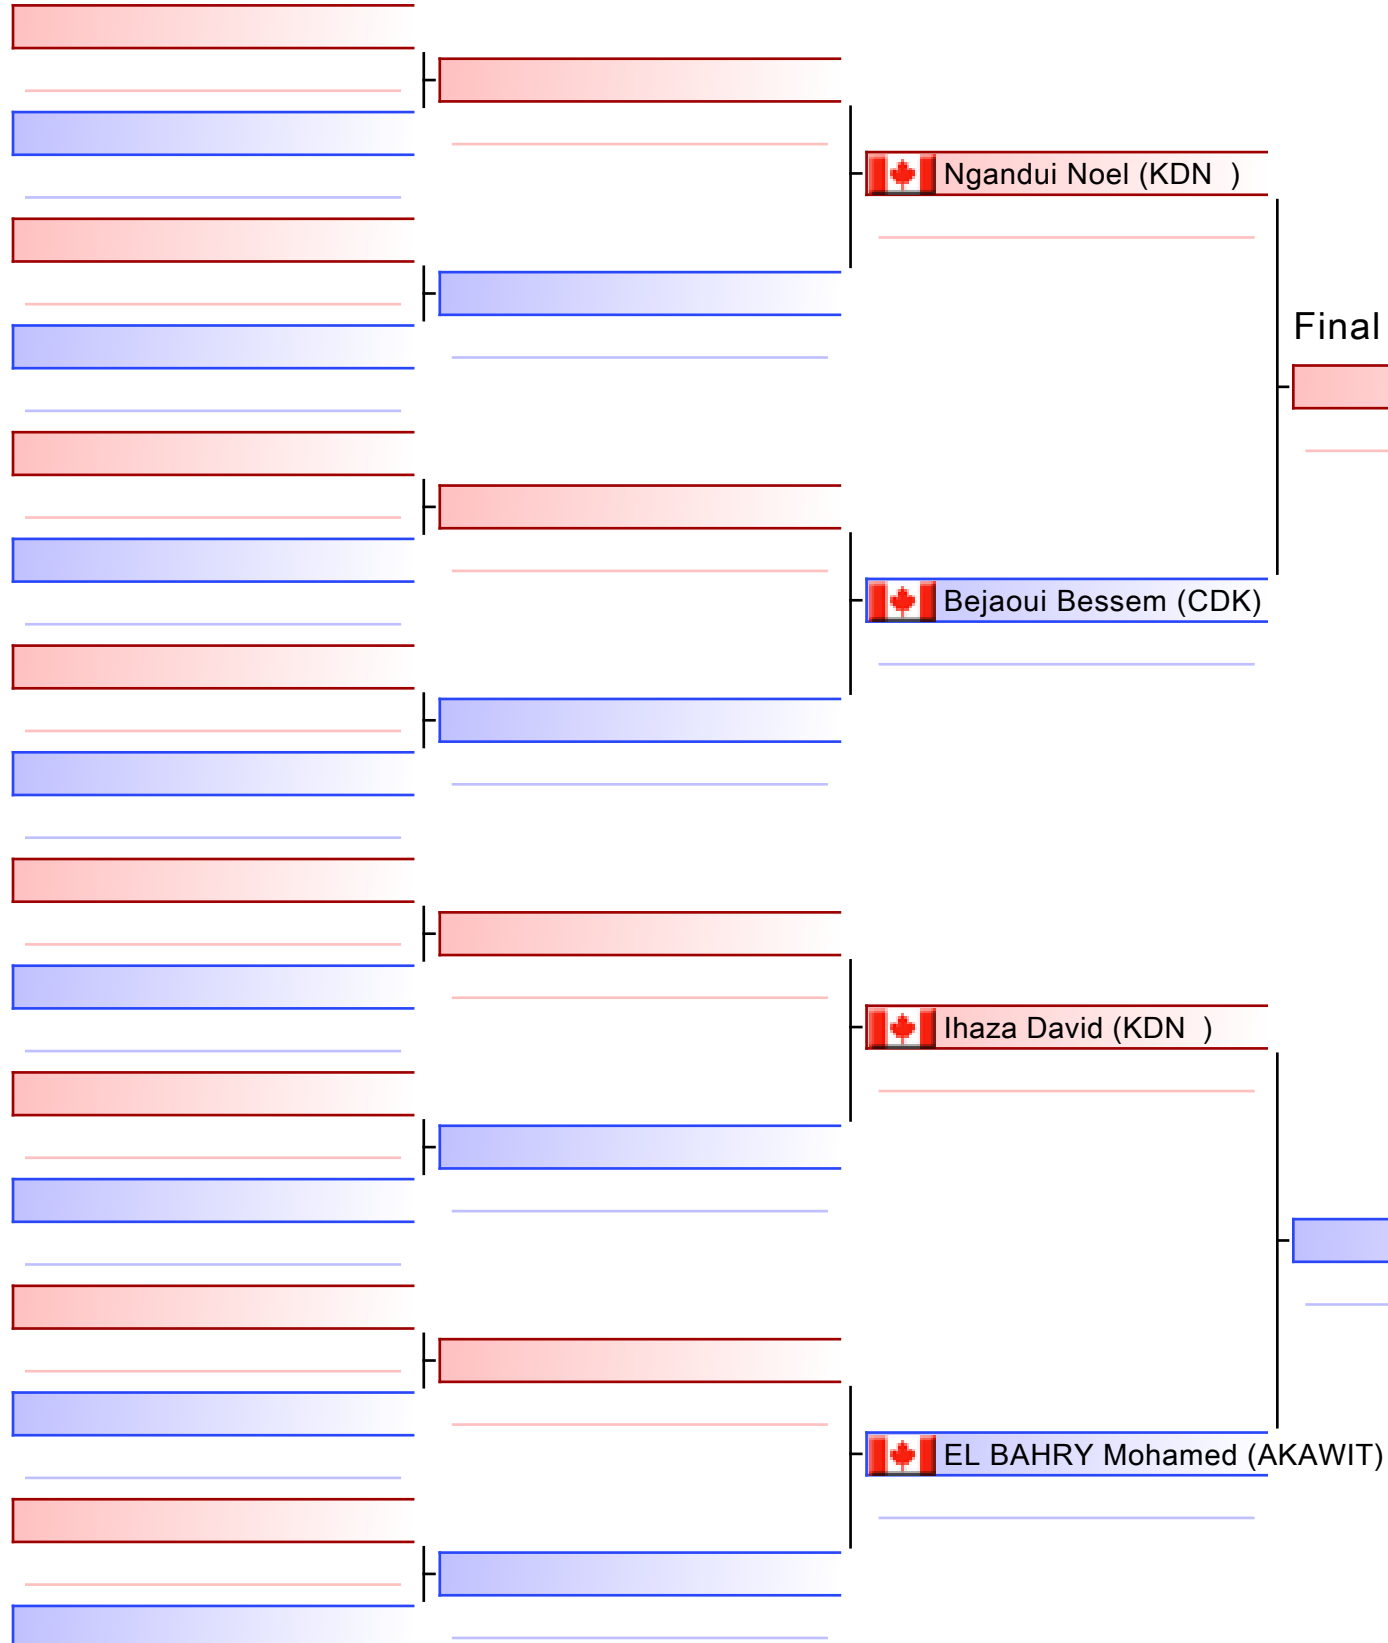 Ngandui Noel (KDN  )
Final
Bejaoui Bessem (CDK)
Ihaza David (KDN  )
EL BAHRY Mohamed (AKAWIT)